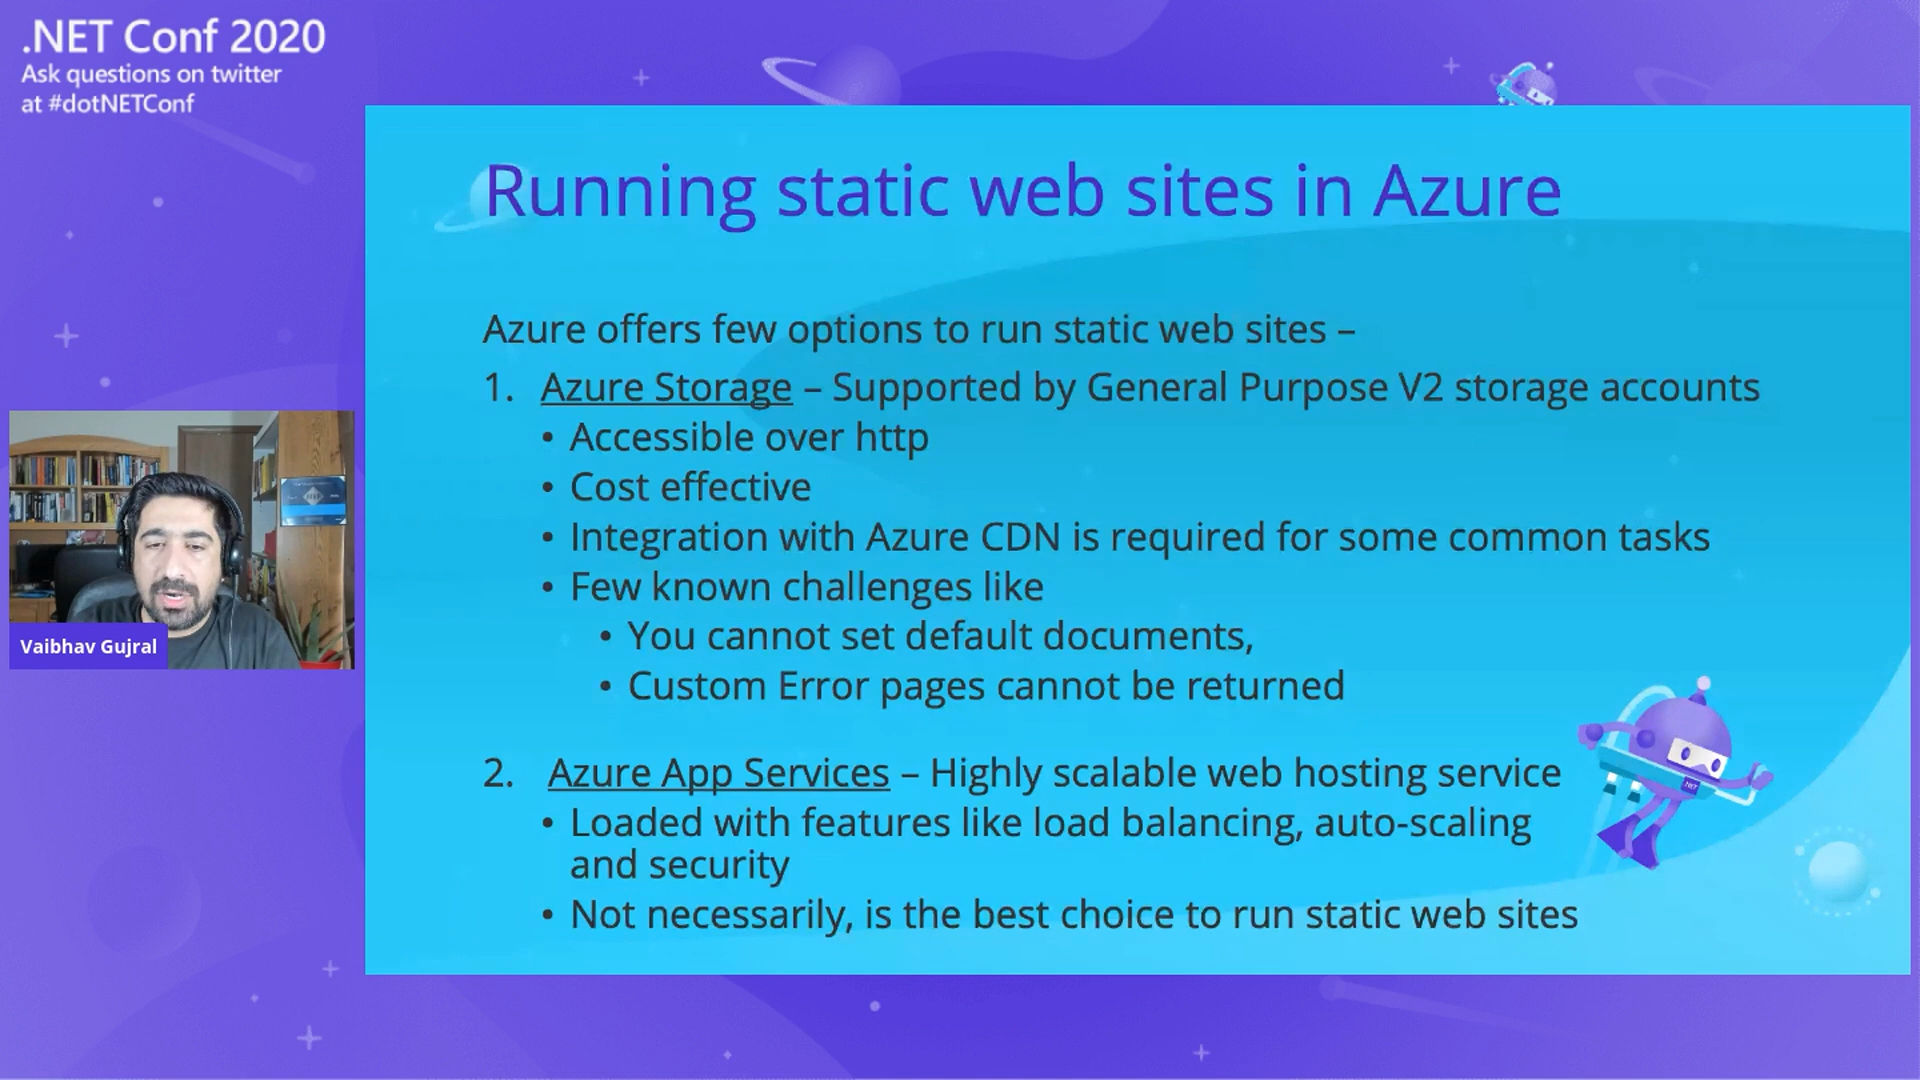 .NET Conf 2020
Ask questions on twitter
at #dotNETConf
Running static web sites in Azure
Azure offers few options to run static web sites –
1. Azure Storage – Supported by General Purpose V2 storage accounts
• Accessible over http
• Cost effective
• Integration with Azure CDN is required for some common tasks
• Few known challenges like
• You cannot set default documents,
• Custom Error pages cannot be returned
2. Azure App Services – Highly scalable web hosting service
• Loaded with features like load balancing, auto-scaling
and security
• Not necessarily, is the best choice to run static web sites
Vaibhav Gujral